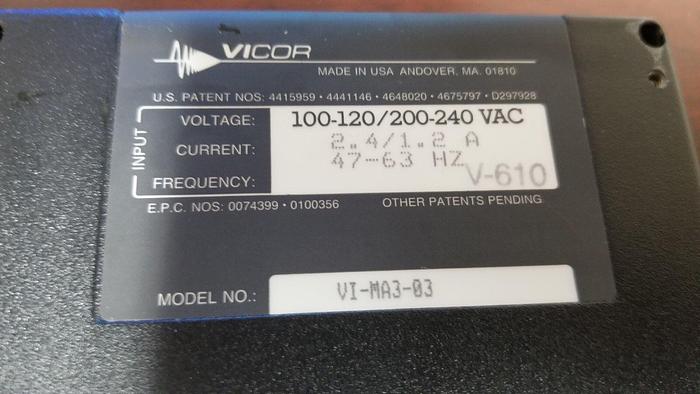 VICOR
MADE IN USA ANDOVER, MA. 01810
U.S. PATENT NOS: 4415959 • 4441146 • 4648020 • 4675797 • D297928
INPUT
VOLTAGE: 100-120/200-240 VAC
CURRENT: 2.4/1.2 A
FREQUENCY: 47-63 HZ
V-610
E.P.C. NOS: 0074399 • 0100356 OTHER PATENTS PENDING
MODEL NO.: VI-MA3-03